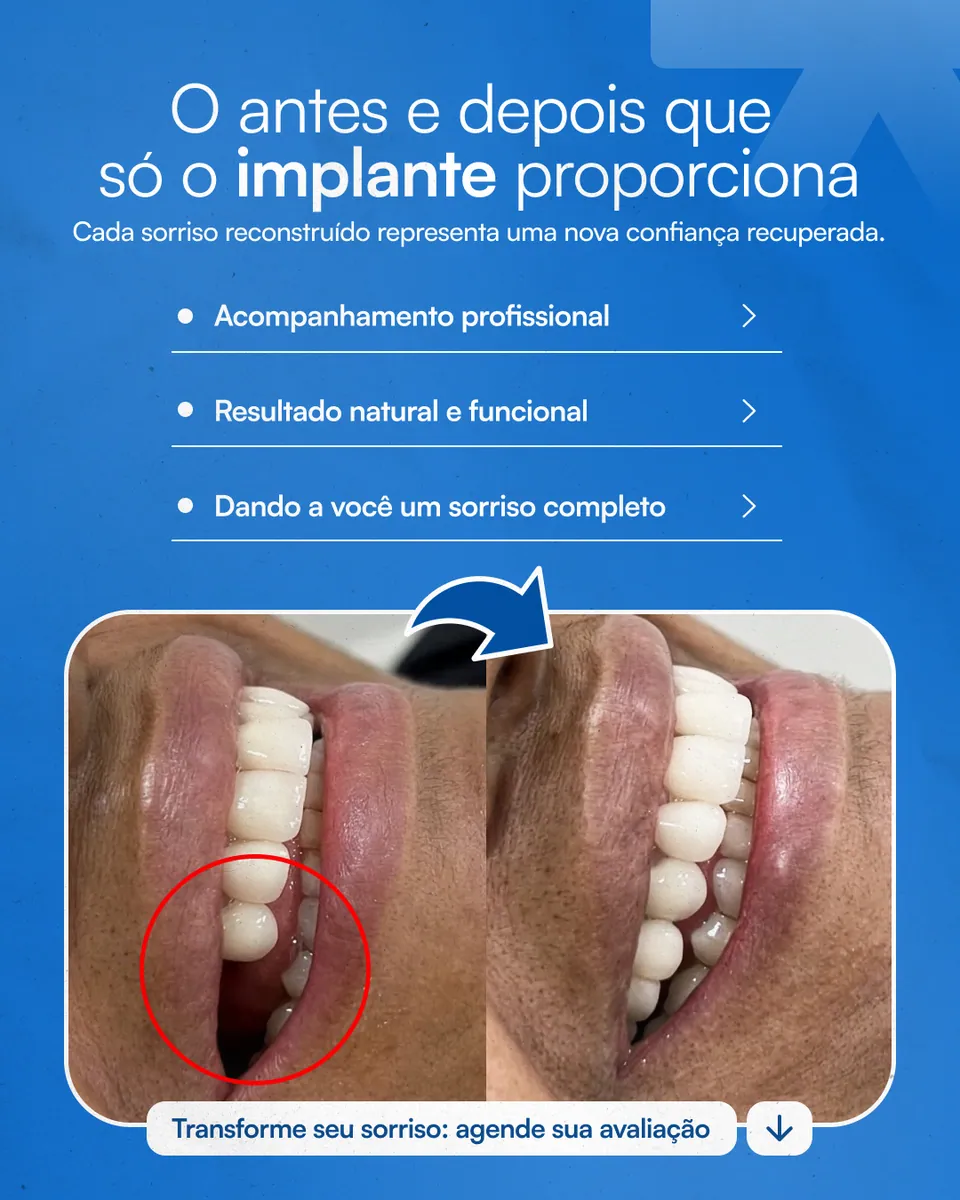 O antes e depois que
só o implante proporciona
Cada sorriso reconstruído representa uma nova confiança recuperada.
Acompanhamento profissional
Resultado natural e funcional
Dando a você um sorriso completo
Transforme seu sorriso: agende sua avaliação